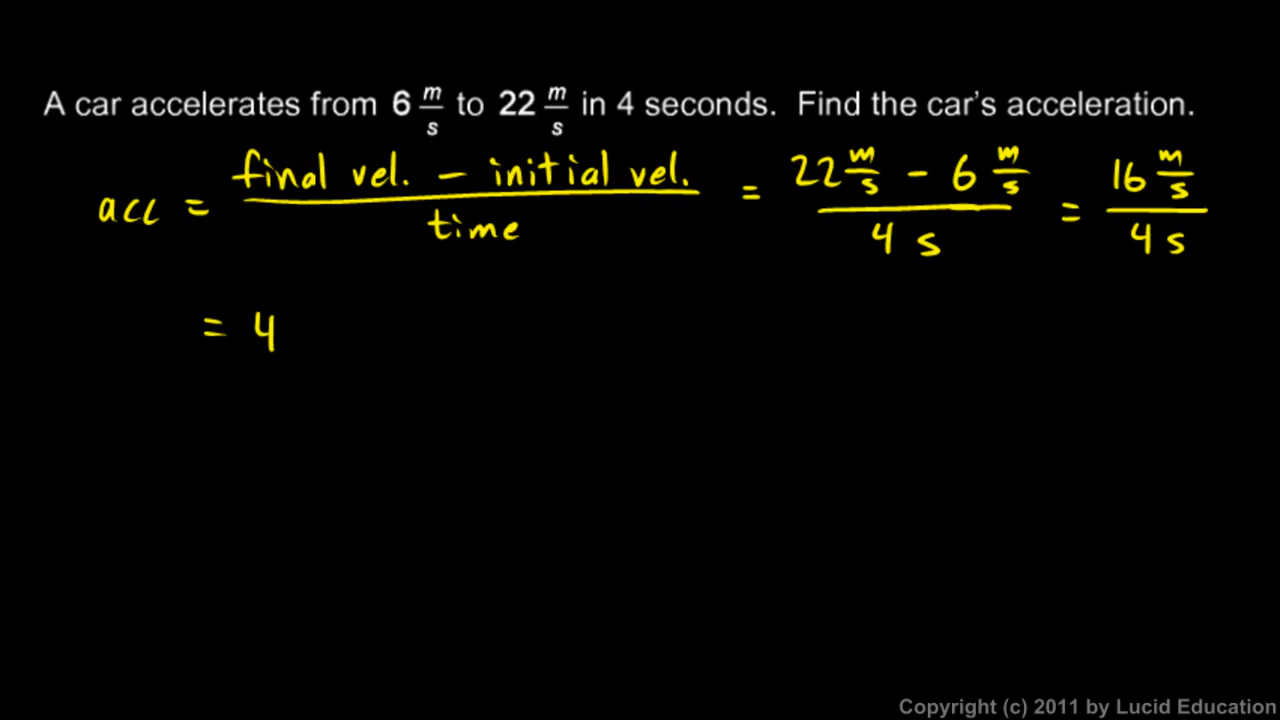 A car accelerates from 6 m/s to 22 m/s in 4 seconds. Find the car's acceleration.
acc = final vel. - initial vel. / time = 22 m/s - 6 m/s / 4 s = 16 m/s / 4 s
= 4
Copyright (c) 2011 by Lucid Education